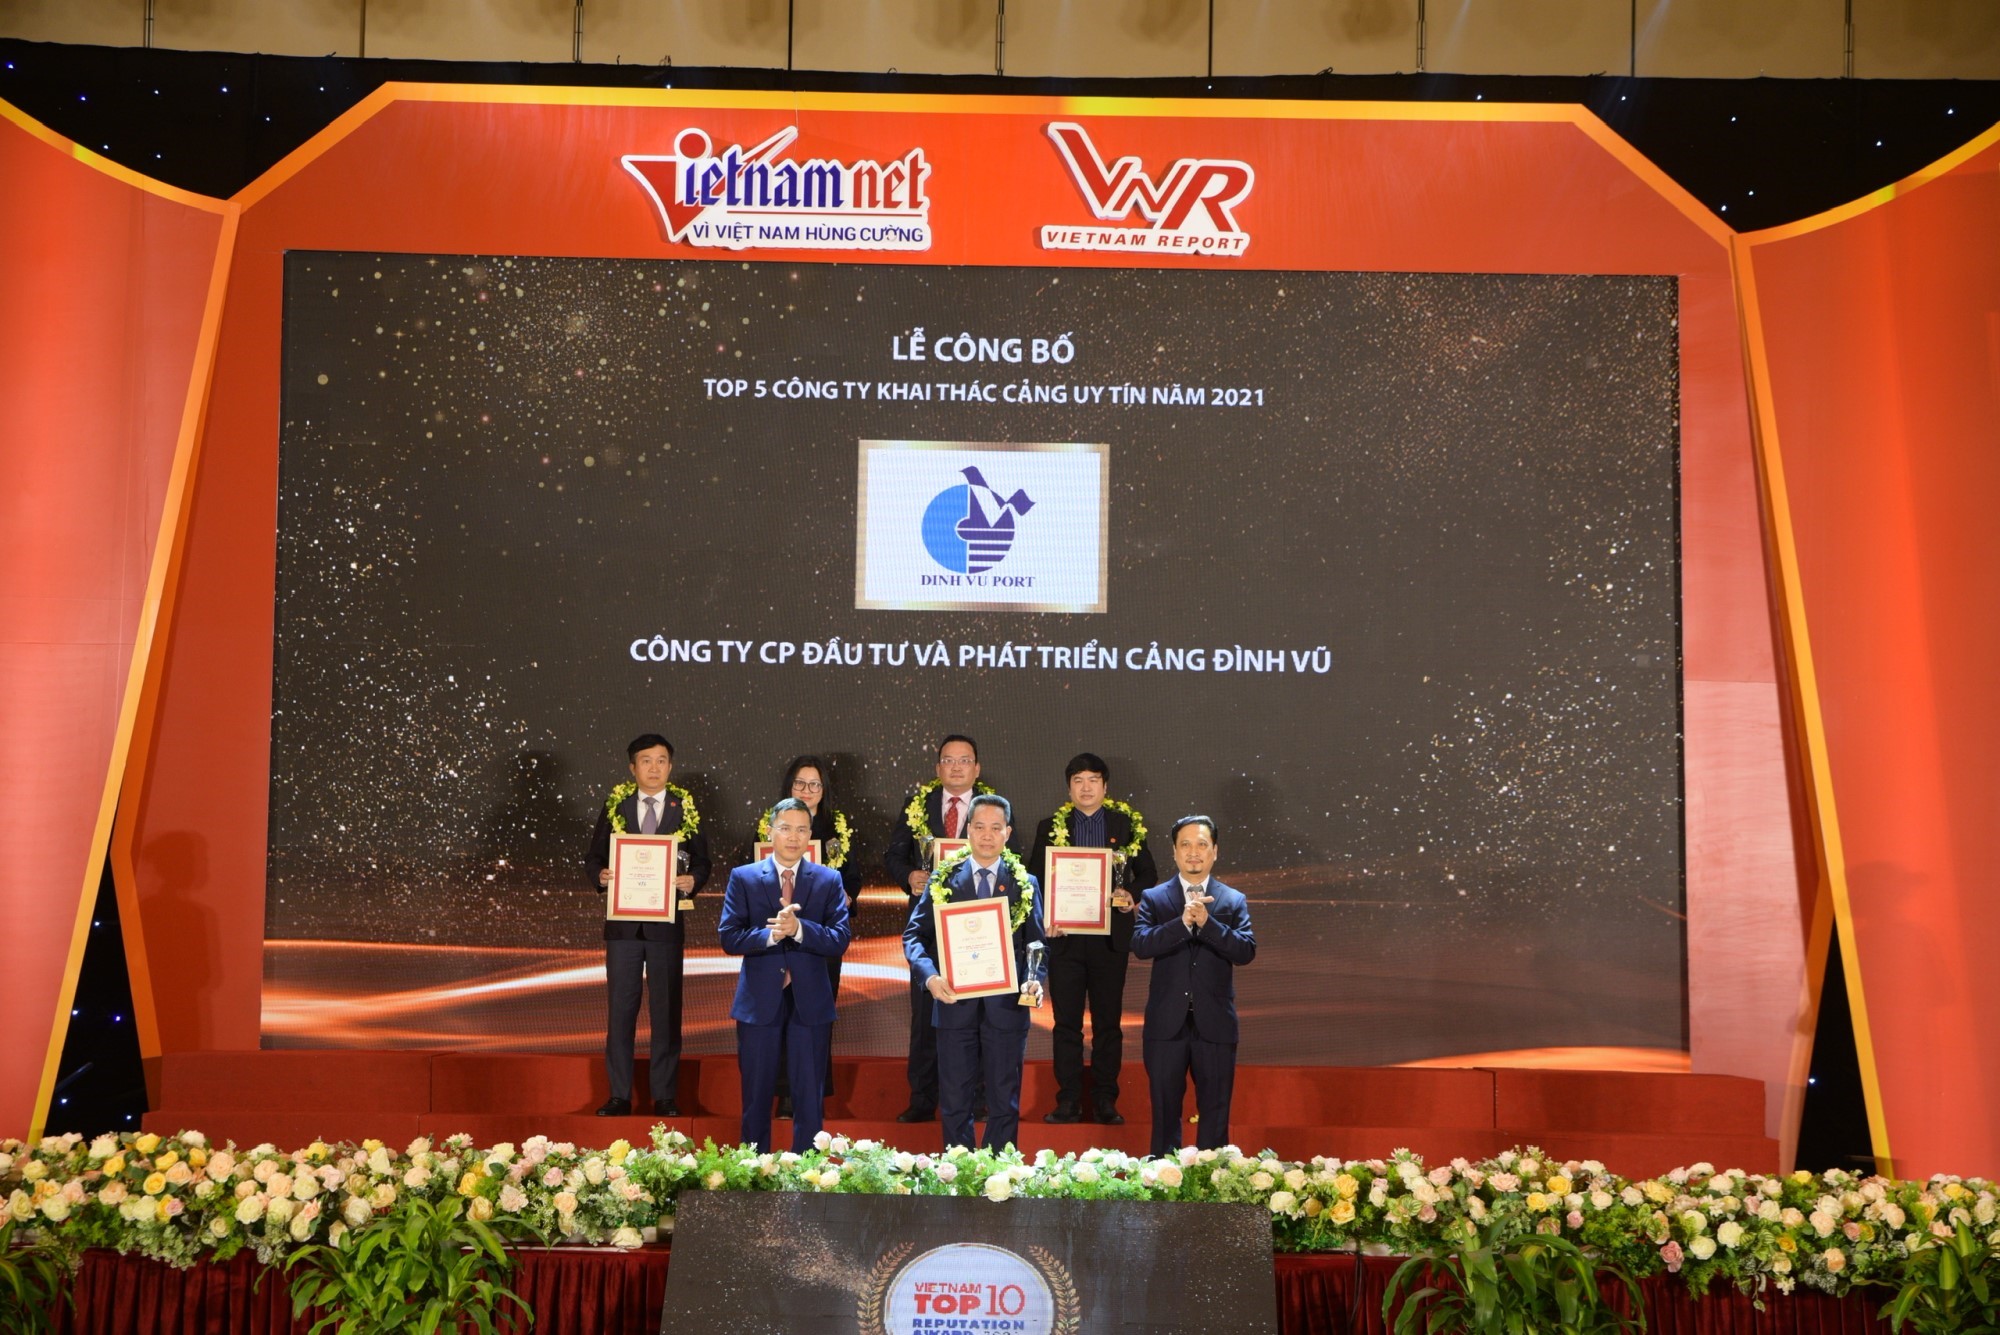 Vietnamnet
VÌ VIỆT NAM HÙNG CƯỜNG
VNR
VIETNAM REPORT
LỄ CÔNG BỐ
TOP 5 CÔNG TY KHAI THÁC CẢNG UY TÍN NĂM 2021
DINH VU PORT
CÔNG TY CP ĐẦU TƯ VÀ PHÁT TRIỂN CẢNG ĐÌNH VŨ
VIETNAM
TOP 10
REPUTATION
AWARD